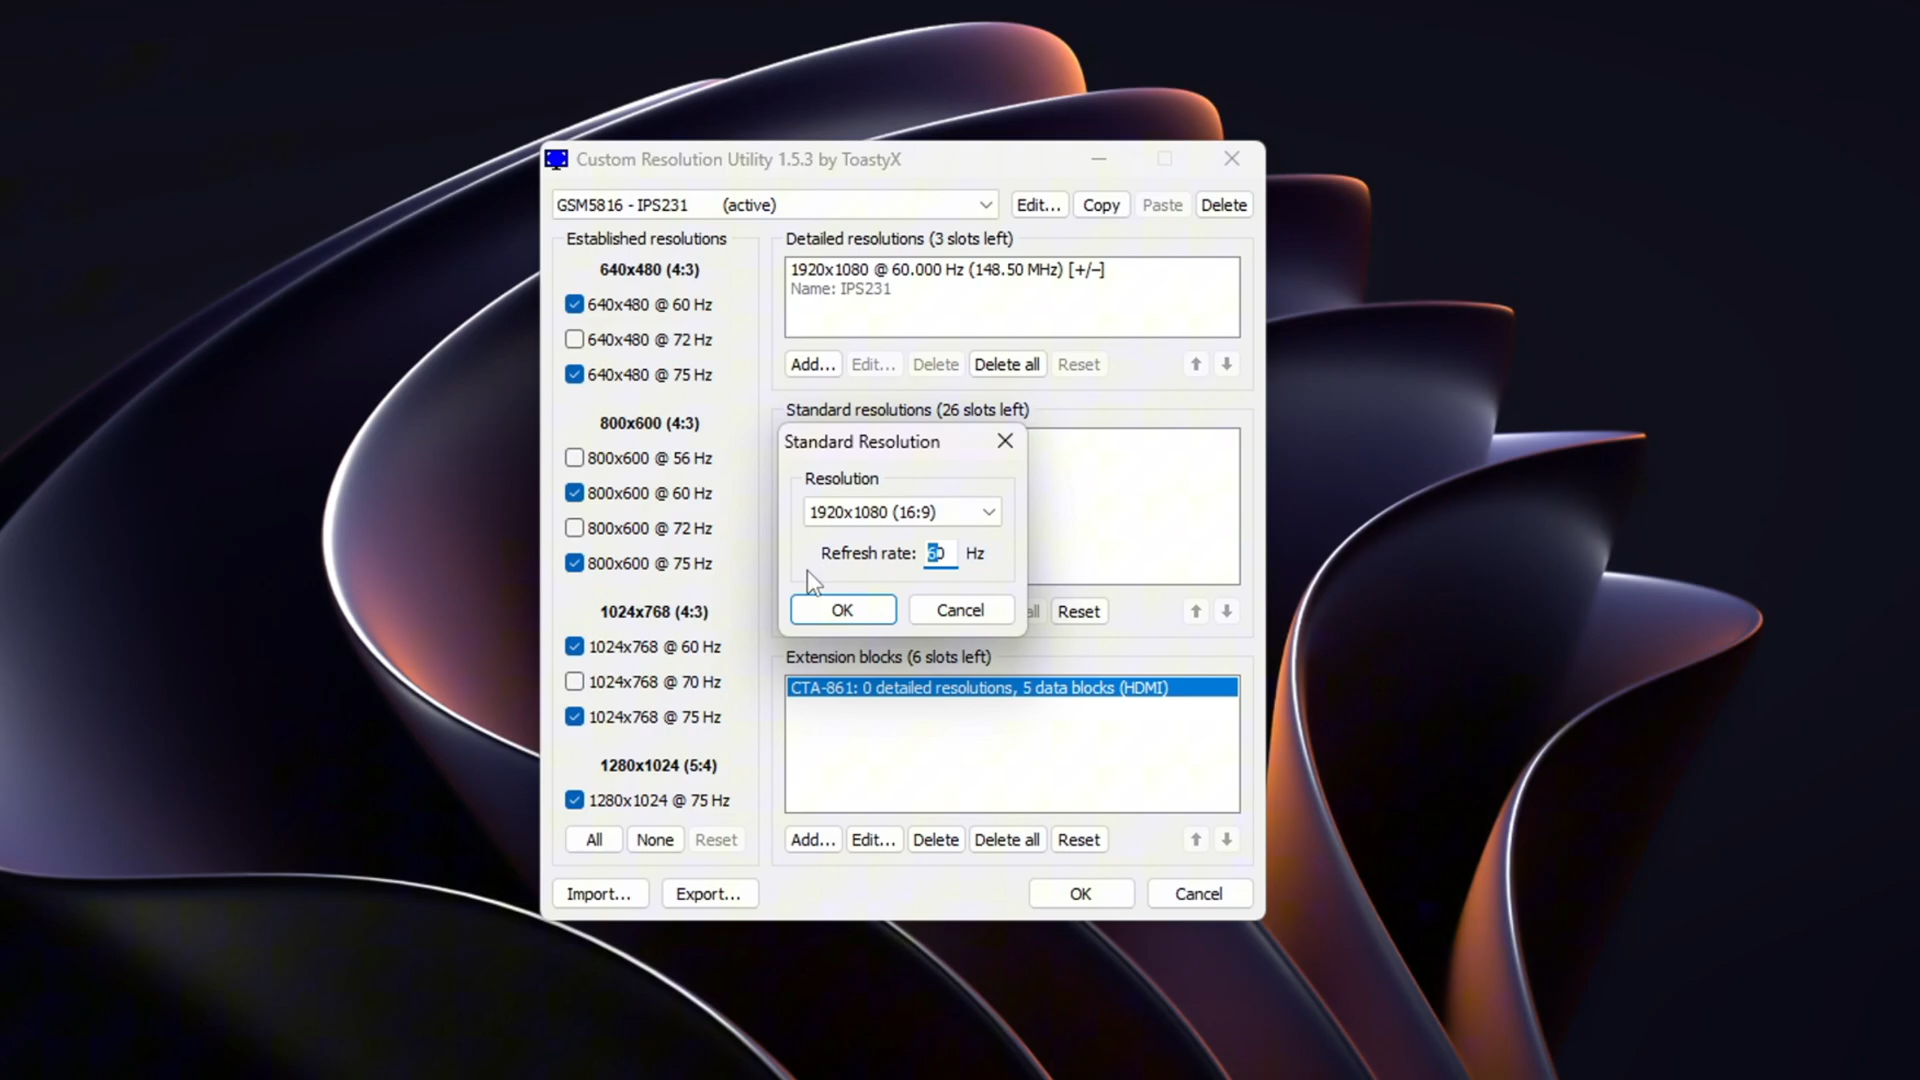 Custom Resolution Utility 1.5.3 by ToastyX
GSM5816 - IPS231 (active)
Edit...
Copy
Paste
Delete
Established resolutions
640x480 (4:3)
640x480 @ 60 Hz
640x480 @ 72 Hz
640x480 @ 75 Hz
800x600 (4:3)
800x600 @ 56 Hz
800x600 @ 60 Hz
800x600 @ 72 Hz
800x600 @ 75 Hz
1024x768 (4:3)
1024x768 @ 60 Hz
1024x768 @ 70 Hz
1024x768 @ 75 Hz
1280x1024 (5:4)
1280x1024 @ 75 Hz
All
None
Reset
Detailed resolutions (3 slots left)
1920x1080 @ 60.000 Hz (148.50 MHz) [+/-]
Name: IPS231
Add...
Edit...
Delete
Delete all
Reset
Standard resolutions (26 slots left)
Standard Resolution
Resolution
1920x1080 (16:9)
Refresh rate: 60 Hz
OK
Cancel
all
Reset
Extension blocks (6 slots left)
CTA-861: 0 detailed resolutions, 5 data blocks (HDMI)
Add...
Edit...
Delete
Delete all
Reset
Import...
Export...
OK
Cancel